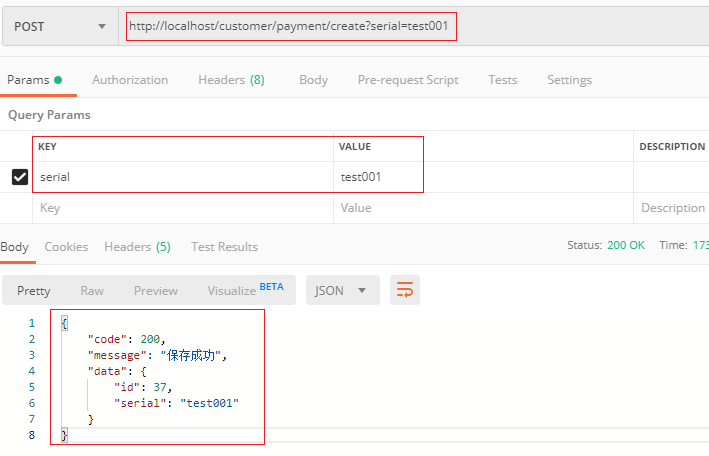 POST http://localhost/customer/payment/create?serial=test001
Params Authorization Headers (8) Body Pre-request Script Tests Settings
Query Params
KEY VALUE DESCRIPTION
serial test001
Key Value Description
Body Cookies Headers (5) Test Results Status: 200 OK Time: 173
Pretty Raw Preview Visualize BETA JSON
1 {
2 "code": 200,
3 "message": "保存成功",
4 "data": {
5 "id": 37,
6 "serial": "test001"
7 }
8 }